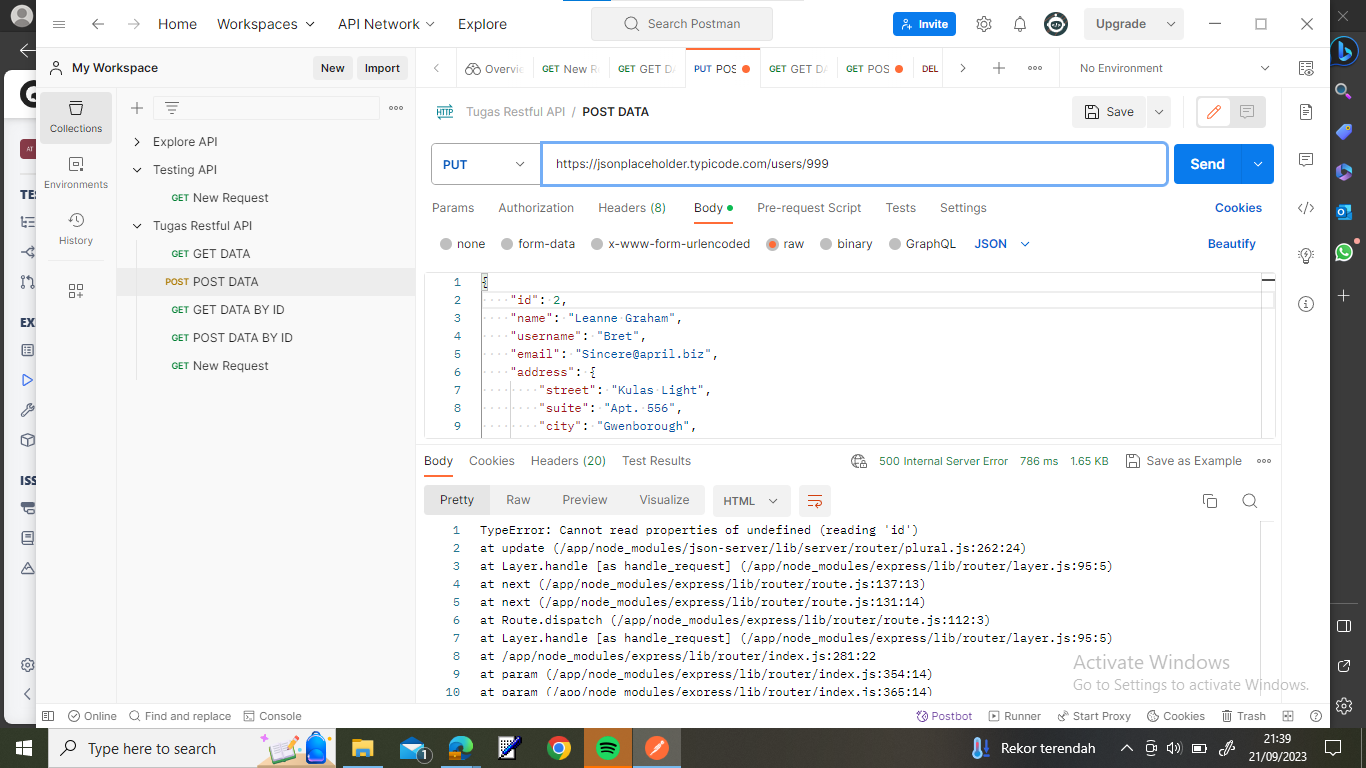 Home Workspaces API Network Explore Search Postman Invite Upgrade
My Workspace New Import Overvi GET New R GET GET DA PUT POS GET GET DA GET POS DEL No Environment
Collections
Environments
History
Explore API
Testing API
GET New Request
Tugas Restful API
GET GET DATA
POST POST DATA
GET GET DATA BY ID
GET POST DATA BY ID
GET New Request
HTTP Tugas Restful API / POST DATA Save
PUT https://jsonplaceholder.typicode.com/users/999 Send
Params Authorization Headers (8) Body Pre-request Script Tests Settings Cookies
none form-data x-www-form-urlencoded raw binary GraphQL JSON Beautify
1 {
2 "id": 2,
3 "name": "Leanne Graham",
4 "username": "Bret",
5 "email": "Sincere@april.biz",
6 "address": {
7 "street": "Kulas Light",
8 "suite": "Apt. 556",
9 "city": "Gwenborough",
Body Cookies Headers (20) Test Results 500 Internal Server Error 786 ms 1.65 KB Save as Example
Pretty Raw Preview Visualize HTML
1 TypeError: Cannot read properties of undefined (reading 'id')
2 at update (/app/node_modules/json-server/lib/server/router/plural.js:262:24)
3 at Layer.handle [as handle_request] (/app/node_modules/express/lib/router/layer.js:95:5)
4 at next (/app/node_modules/express/lib/router/route.js:137:13)
5 at next (/app/node_modules/express/lib/router/route.js:131:14)
6 at Route.dispatch (/app/node_modules/express/lib/router/route.js:112:3)
7 at Layer.handle [as handle_request] (/app/node_modules/express/lib/router/layer.js:95:5)
8 at /app/node_modules/express/lib/router/index.js:281:22
9 at param (/app/node_modules/express/lib/router/index.js:354:14)
10 at param (/app/node_modules/express/lib/router/index.js:365:14)
Activate Windows
Go to Settings to activate Windows.
Online Find and replace Console Postbot Runner Start Proxy Cookies Trash
Type here to search 1 Rekor terendah 21:39
21/09/2023
AT
TES
EXE
ISS